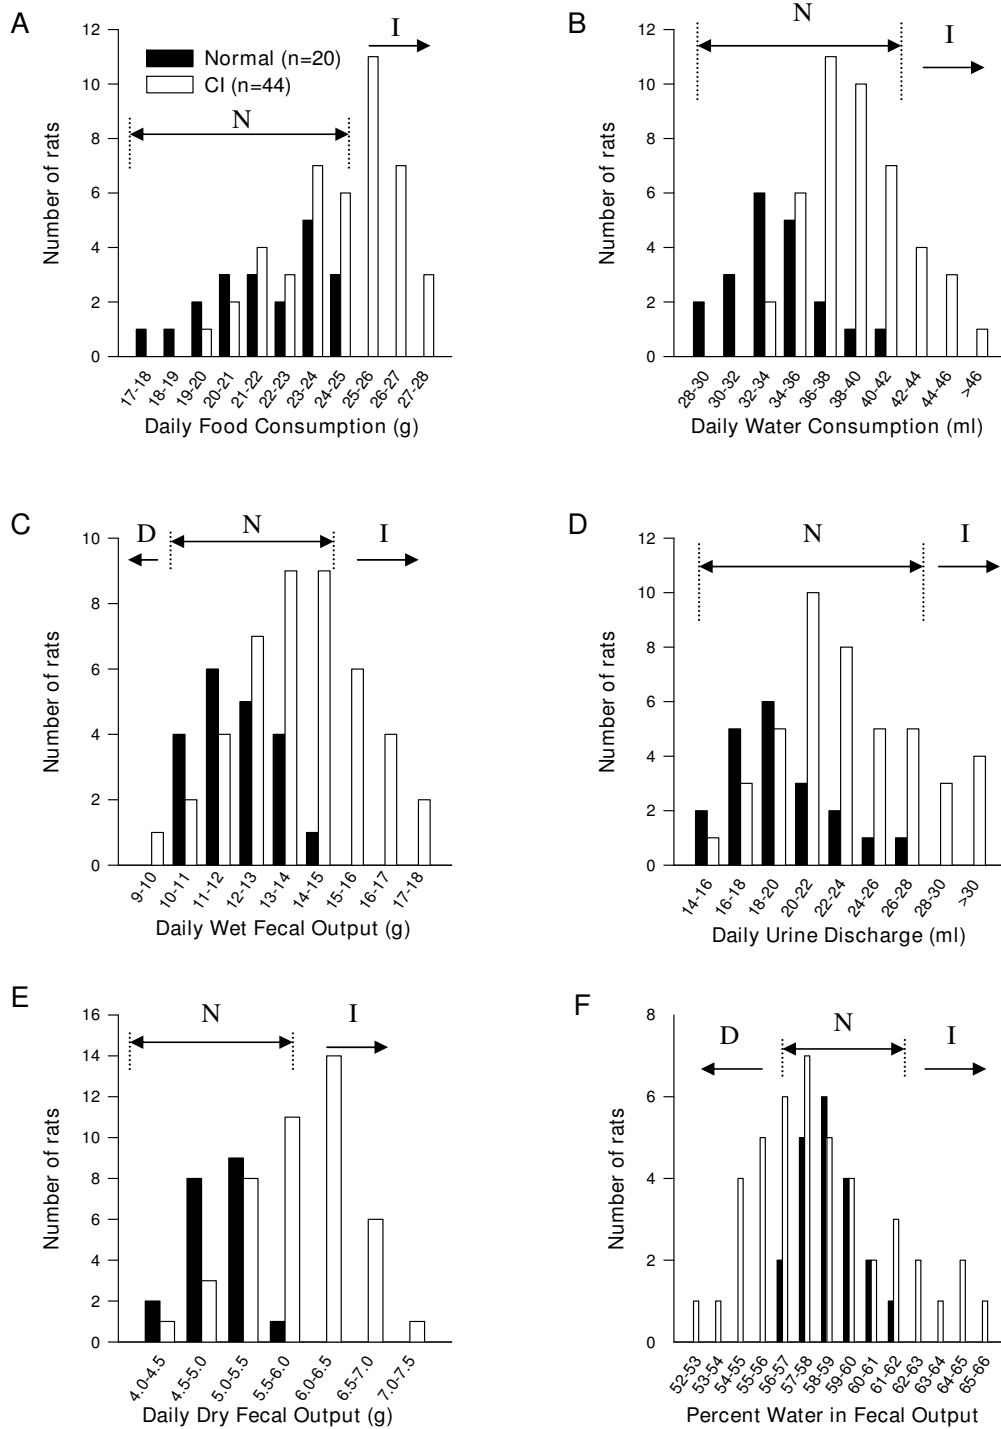 A
12
10
8
6
4
2
0
Number of rats
Normal (n=20)
CI (n=44)
N
I
17-18
18-19
19-20
20-21
21-22
22-23
23-24
24-25
25-26
26-27
27-28
Daily Food Consumption (g)
B
12
10
8
6
4
2
0
Number of rats
N
I
28-30
30-32
32-34
34-36
36-38
38-40
40-42
42-44
44-46
>46
Daily Water Consumption (ml)
C
10
8
6
4
2
0
Number of rats
D
N
I
9-10
10-11
11-12
12-13
13-14
14-15
15-16
16-17
17-18
Daily Wet Fecal Output (g)
D
12
10
8
6
4
2
0
Number of rats
N
I
14-16
16-18
18-20
20-22
22-24
24-26
26-28
28-30
>30
Daily Urine Discharge (ml)
E
16
14
12
10
8
6
4
2
0
Number of rats
N
I
4.0-4.5
4.5-5.0
5.0-5.5
5.5-6.0
6.0-6.5
6.5-7.0
7.0-7.5
Daily Dry Fecal Output (g)
F
8
6
4
2
0
Number of rats
D
N
I
52-53
53-54
54-55
55-56
56-57
57-58
58-59
59-60
60-61
61-62
62-63
63-64
64-65
65-66
Percent Water in Fecal Output